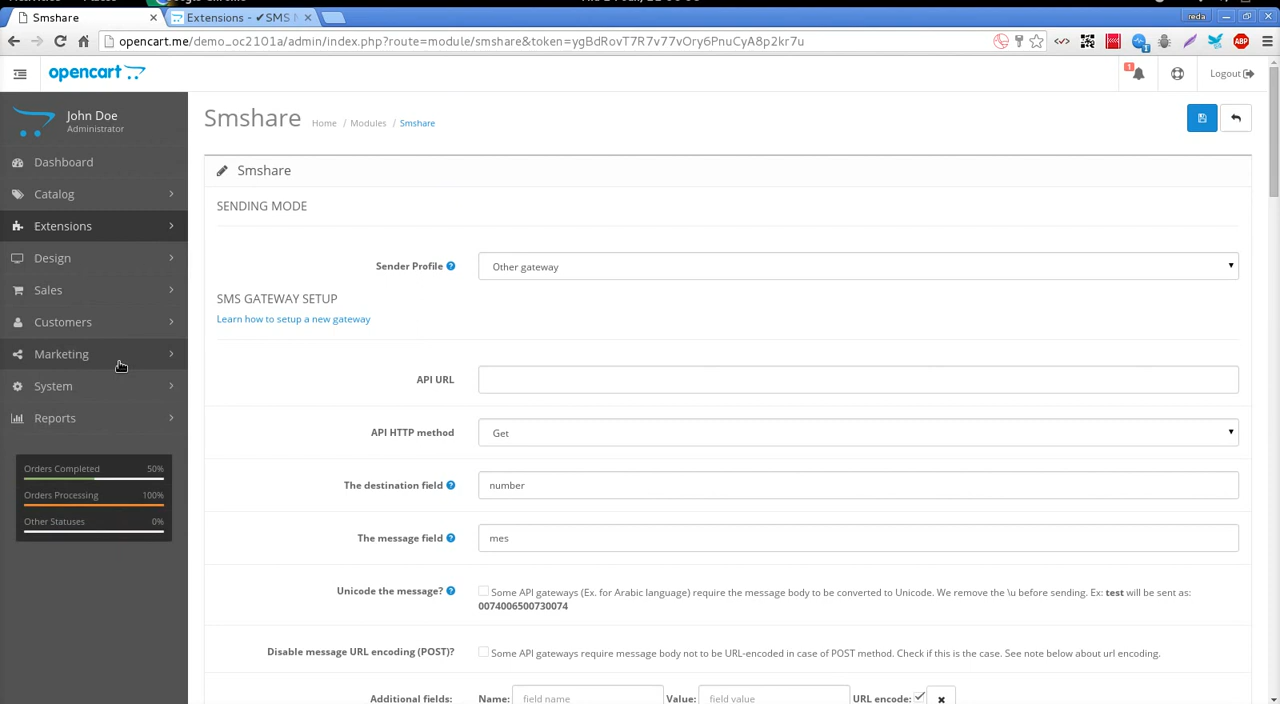 Smshare
Extensions - ✔SMS
reda
opencart.me/demo_oc2101a/admin/index.php?route=module/smshare&token=ygBdRovT7R7v77vOry6PnuCyA8p2kr7u
1
ABP
opencart
1
Logout
John Doe
Administrator
Smshare
Home / Modules / Smshare
Dashboard
Catalog
Extensions
Design
Sales
Customers
Marketing
System
Reports
Orders Completed 50%
Orders Processing 100%
Other Statuses 0%
Smshare
SENDING MODE
Sender Profile Other gateway
SMS GATEWAY SETUP
Learn how to setup a new gateway
API URL
API HTTP method Get
The destination field number
The message field mes
Unicode the message? Some API gateways (Ex. for Arabic language) require the message body to be converted to Unicode. We remove the \u before sending. Ex: test will be sent as:
0074006500730074
Disable message URL encoding (POST)? Some API gateways require message body not to be URL-encoded in case of POST method. Check if this is the case. See note below about url encoding.
Additional fields: Name: field name Value: field value URL encode: